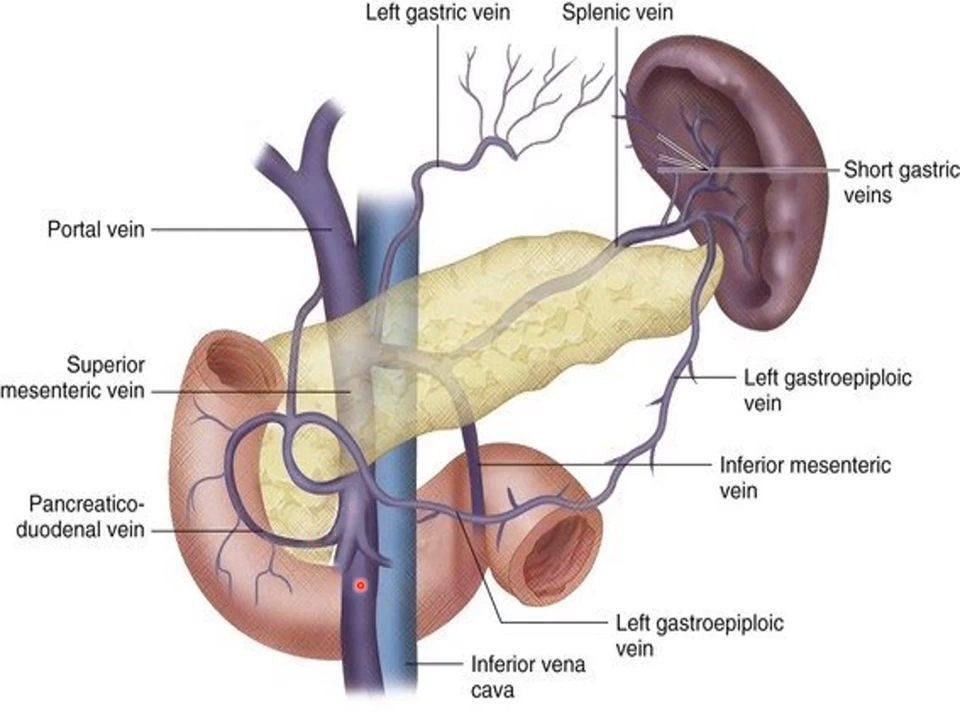 Left gastric vein
Splenic vein
Short gastric
veins
Portal vein
Superior
mesenteric vein
Left gastroepiploic
vein
Inferior mesenteric
vein
Pancreatico-
duodenal vein
Left gastroepiploic
vein
Inferior vena
cava